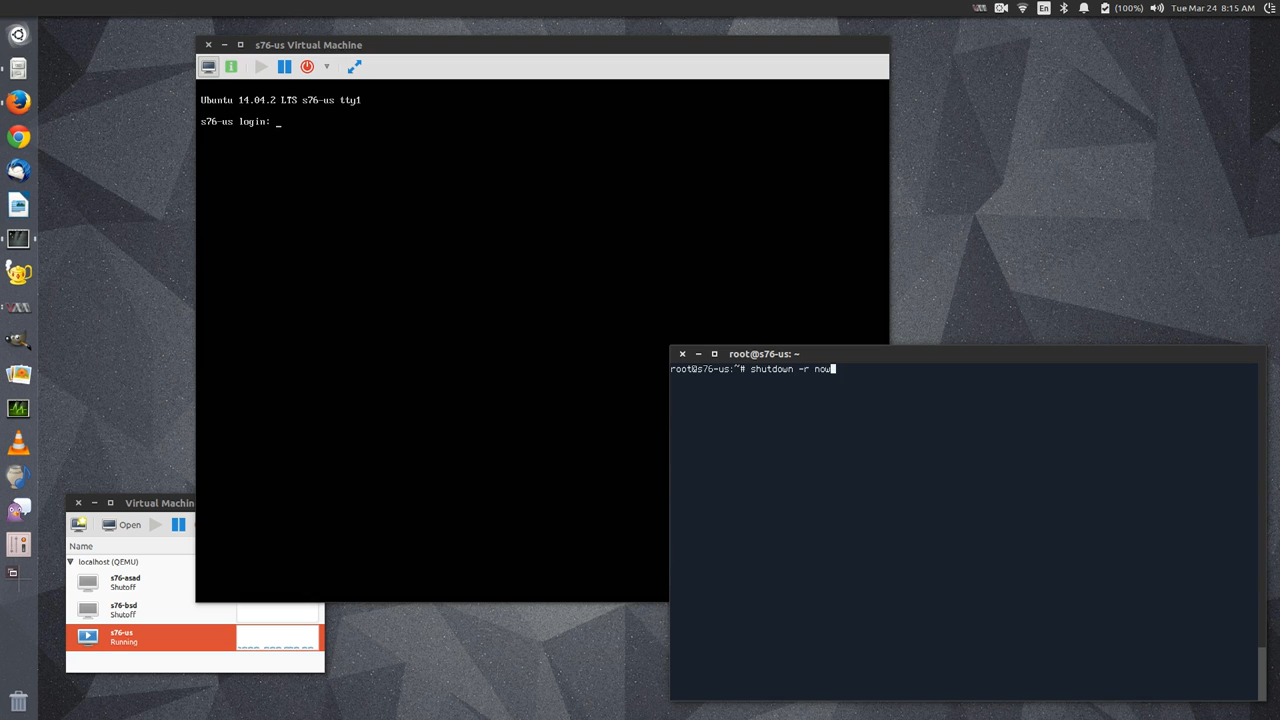 En
(100%)
Tue Mar 24 8:15 AM
s76-us Virtual Machine
Ubuntu 14.04.2 LTS s76-us tty1
s76-us login: _
root@s76-us: ~
root@s76-us:~# shutdown -r now
Virtual Machin
Open
Name
localhost (QEMU)
s76-asad
Shutoff
s76-bsd
Shutoff
s76-us
Running